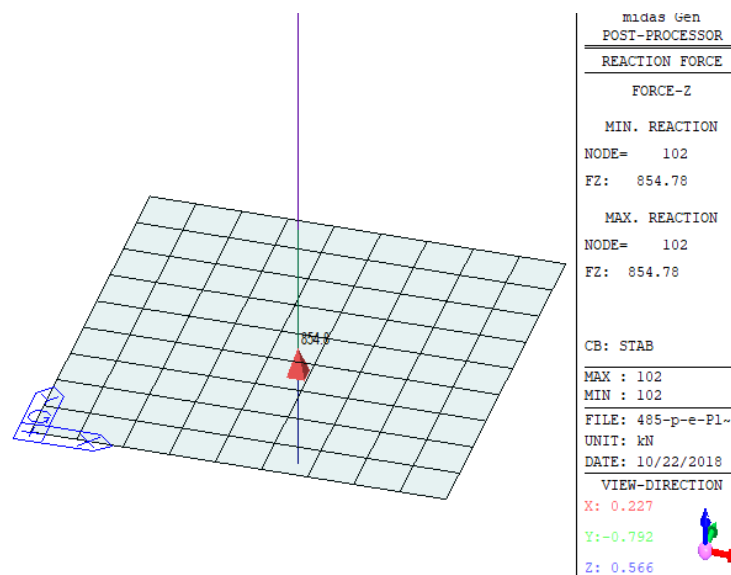 midas Gen
POST-PROCESSOR
REACTION FORCE
FORCE-Z
MIN. REACTION
NODE= 102
FZ: 854.78
MAX. REACTION
NODE= 102
FZ: 854.78
CB: STAB
MAX : 102
MIN : 102
FILE: 485-p-e-Pl~
UNIT: kN
DATE: 10/22/2018
VIEW-DIRECTION
X: 0.227
Y:-0.792
Z: 0.566
854.8
Y
G
X